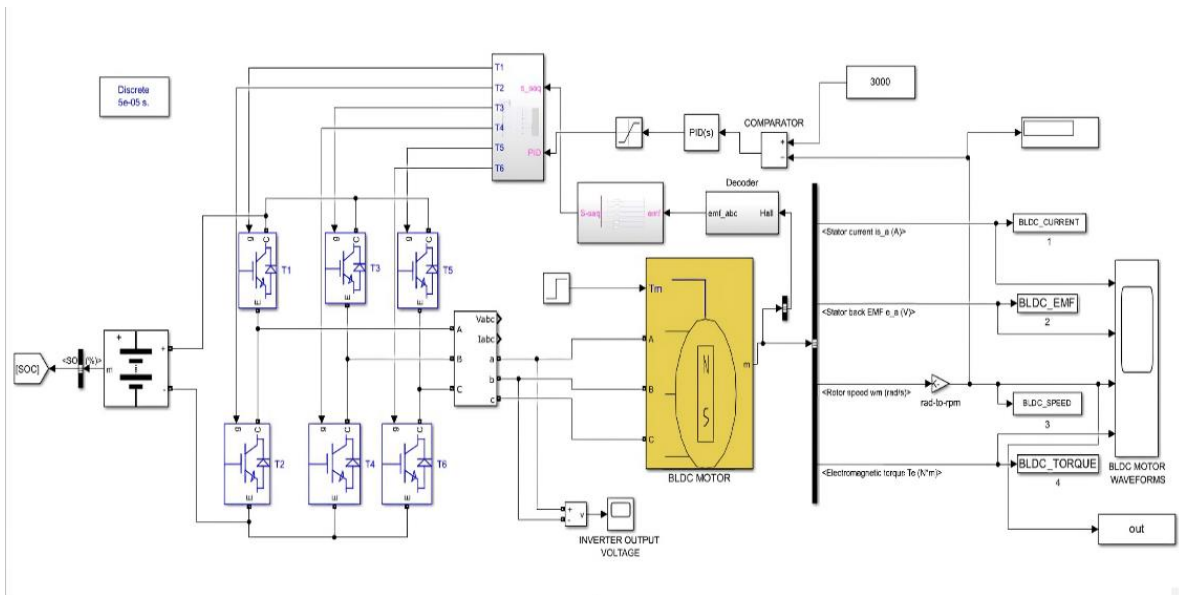 Discrete
5e-05 s.
T1
T2
T3
T4
T5
T6
s_seq
PID
PID(s)
COMPARATOR
+
−
3000
S-seq
emf
Decoder
emf_abc
Hall
g
C
E
T1
g
C
E
T3
g
C
E
T5
[SOC]
m
+
+
-
g
C
E
T2
g
C
E
T4
g
C
E
T6
Vabc
Iabc
A
a
B
b
C
c
Tm
A
B
C
m
N
S
BLDC MOTOR
+
-
v
INVERTER OUTPUT
VOLTAGE
<Stator current is_a (A)>
BLDC_CURRENT
1
<Stator back EMF e_a (V)>
BLDC_EMF
2
<Rotor speed wm (rad/s)>
rad-to-rpm
BLDC_SPEED
3
<Electromagnetic torque Te (N*m)>
BLDC_TORQUE
4
BLDC MOTOR
WAVEFORMS
out